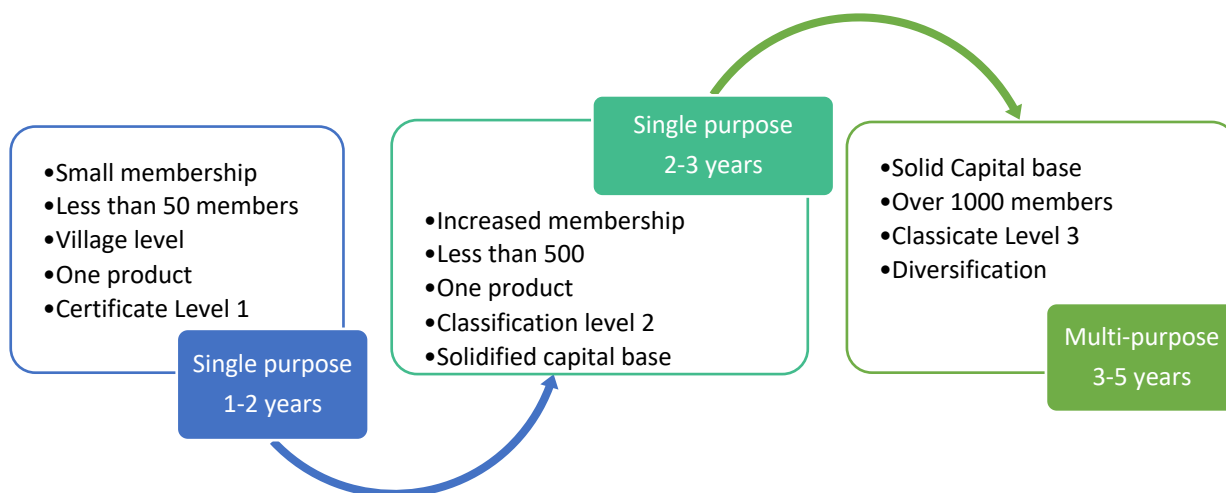 •Small membership
•Less than 50 members
•Village level
•One product
•Certificate Level 1
Single purpose
1-2 years
Single purpose
2-3 years
•Increased membership
•Less than 500
•One product
•Classification level 2
•Solidified capital base
•Solid Capital base
•Over 1000 members
•Classicate Level 3
•Diversification
Multi-purpose
3-5 years